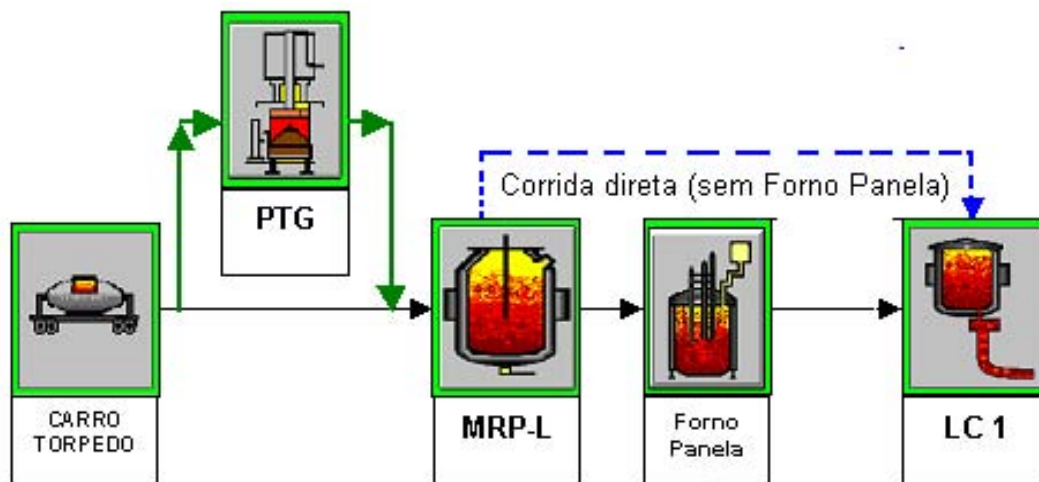 PTG
Corrida direta (sem Forno Panela)
CARRO
TORPEDO
MRP-L
Forno
Panela
LC 1